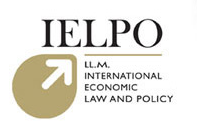 IELPO
LL.M.
INTERNATIONAL
ECONOMIC
LAW AND POLICY